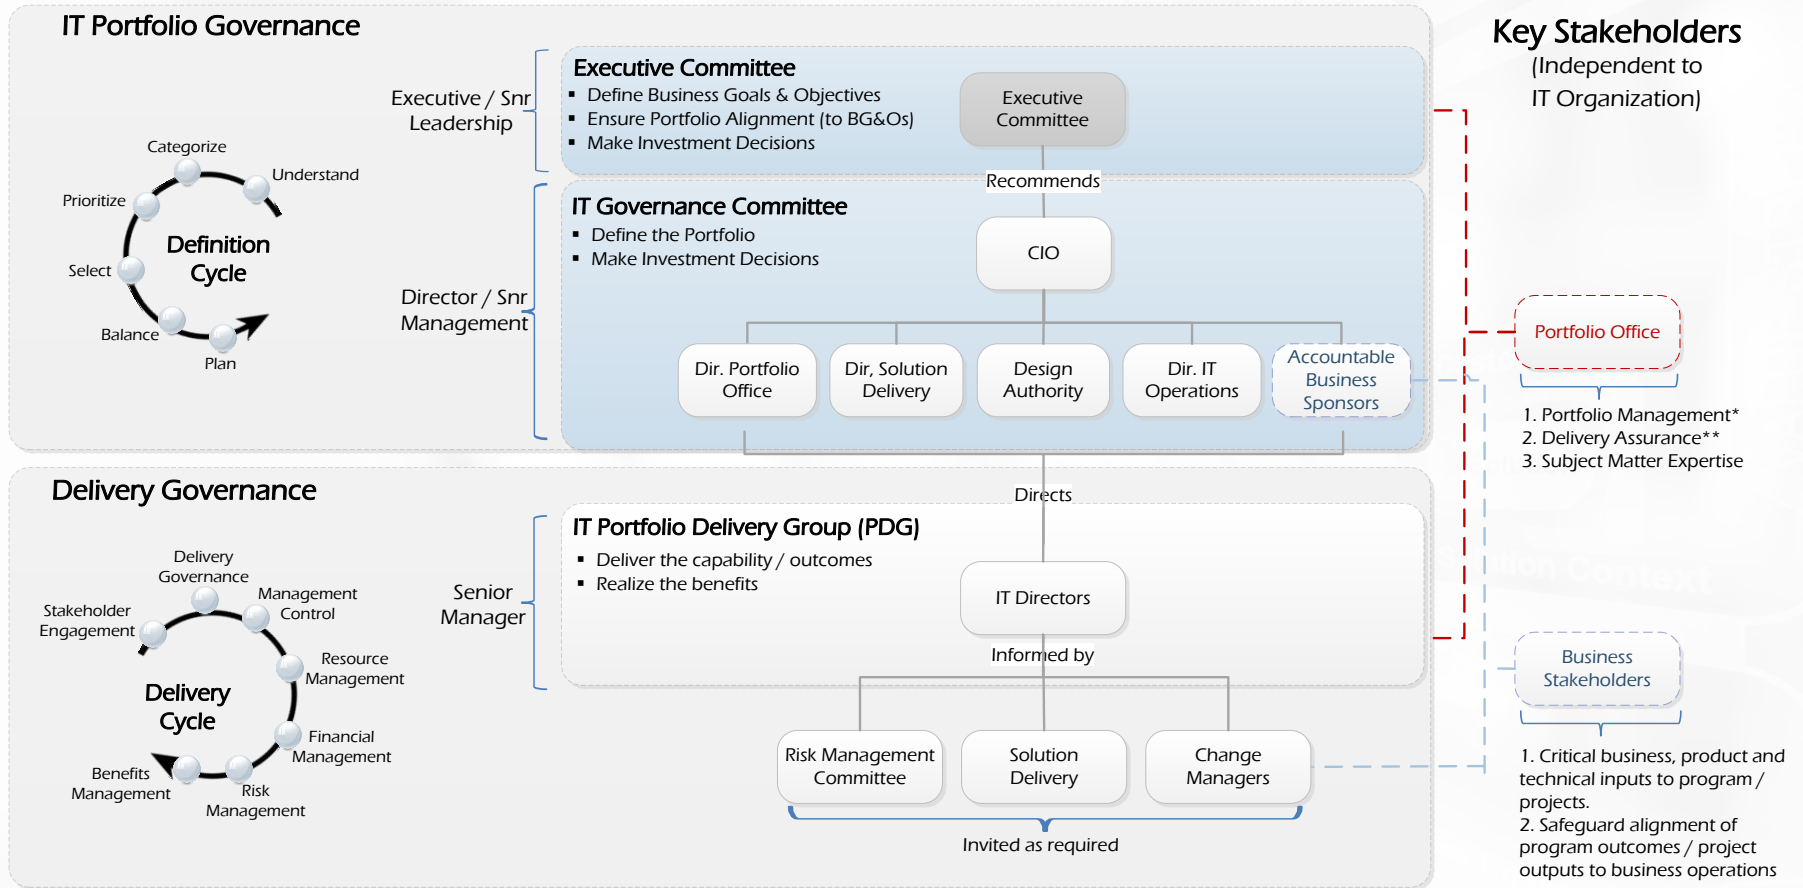 IT Portfolio Governance
Key Stakeholders
(Independent to
IT Organization)
Executive / Snr
Leadership
Executive Committee
▪ Define Business Goals & Objectives
▪ Ensure Portfolio Alignment (to BG&Os)
▪ Make Investment Decisions
Executive
Committee
Recommends
Categorize
Understand
Prioritize
Definition
Cycle
Select
Balance
Plan
Director / Snr
Management
IT Governance Committee
▪ Define the Portfolio
▪ Make Investment Decisions
CIO
Dir. Portfolio
Office
Dir, Solution
Delivery
Design
Authority
Dir. IT
Operations
Accountable
Business
Sponsors
Portfolio Office
1. Portfolio Management*
2. Delivery Assurance**
3. Subject Matter Expertise
Delivery Governance
Directs
Senior
Manager
IT Portfolio Delivery Group (PDG)
▪ Deliver the capability / outcomes
▪ Realize the benefits
IT Directors
Informed by
Delivery
Governance
Management
Control
Stakeholder
Engagement
Resource
Management
Delivery
Cycle
Financial
Management
Benefits
Management
Risk
Management
Risk Management
Committee
Solution
Delivery
Change
Managers
Invited as required
Business
Stakeholders
1. Critical business, product and
technical inputs to program /
projects.
2. Safeguard alignment of
program outcomes / project
outputs to business operations
Context